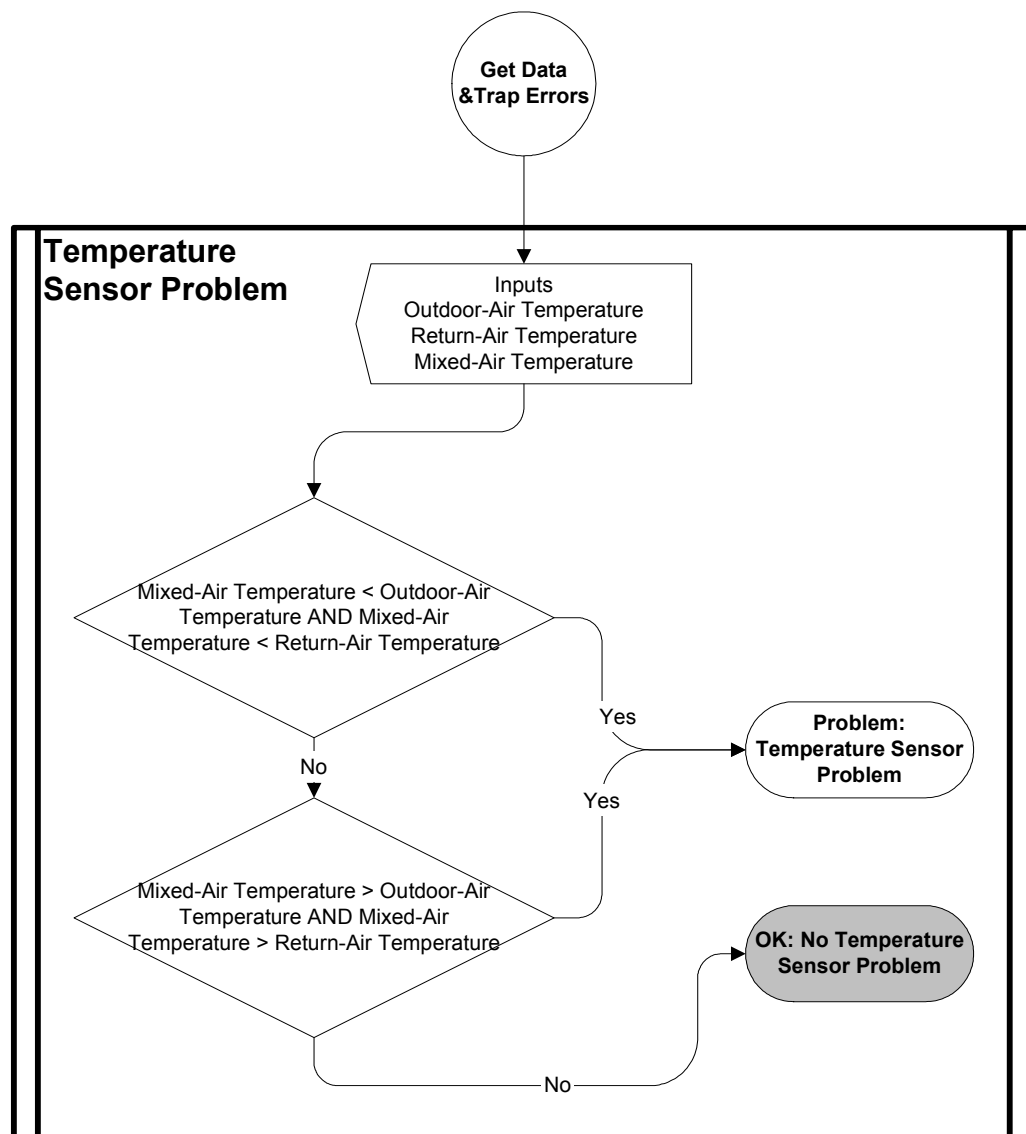 Get Data
&Trap Errors
Temperature
Sensor Problem
Inputs
Outdoor-Air Temperature
Return-Air Temperature
Mixed-Air Temperature
Mixed-Air Temperature < Outdoor-Air
Temperature AND Mixed-Air
Temperature < Return-Air Temperature
Yes
Problem:
Temperature Sensor
Problem
No
Yes
Mixed-Air Temperature > Outdoor-Air
Temperature AND Mixed-Air
Temperature > Return-Air Temperature
OK: No Temperature
Sensor Problem
No